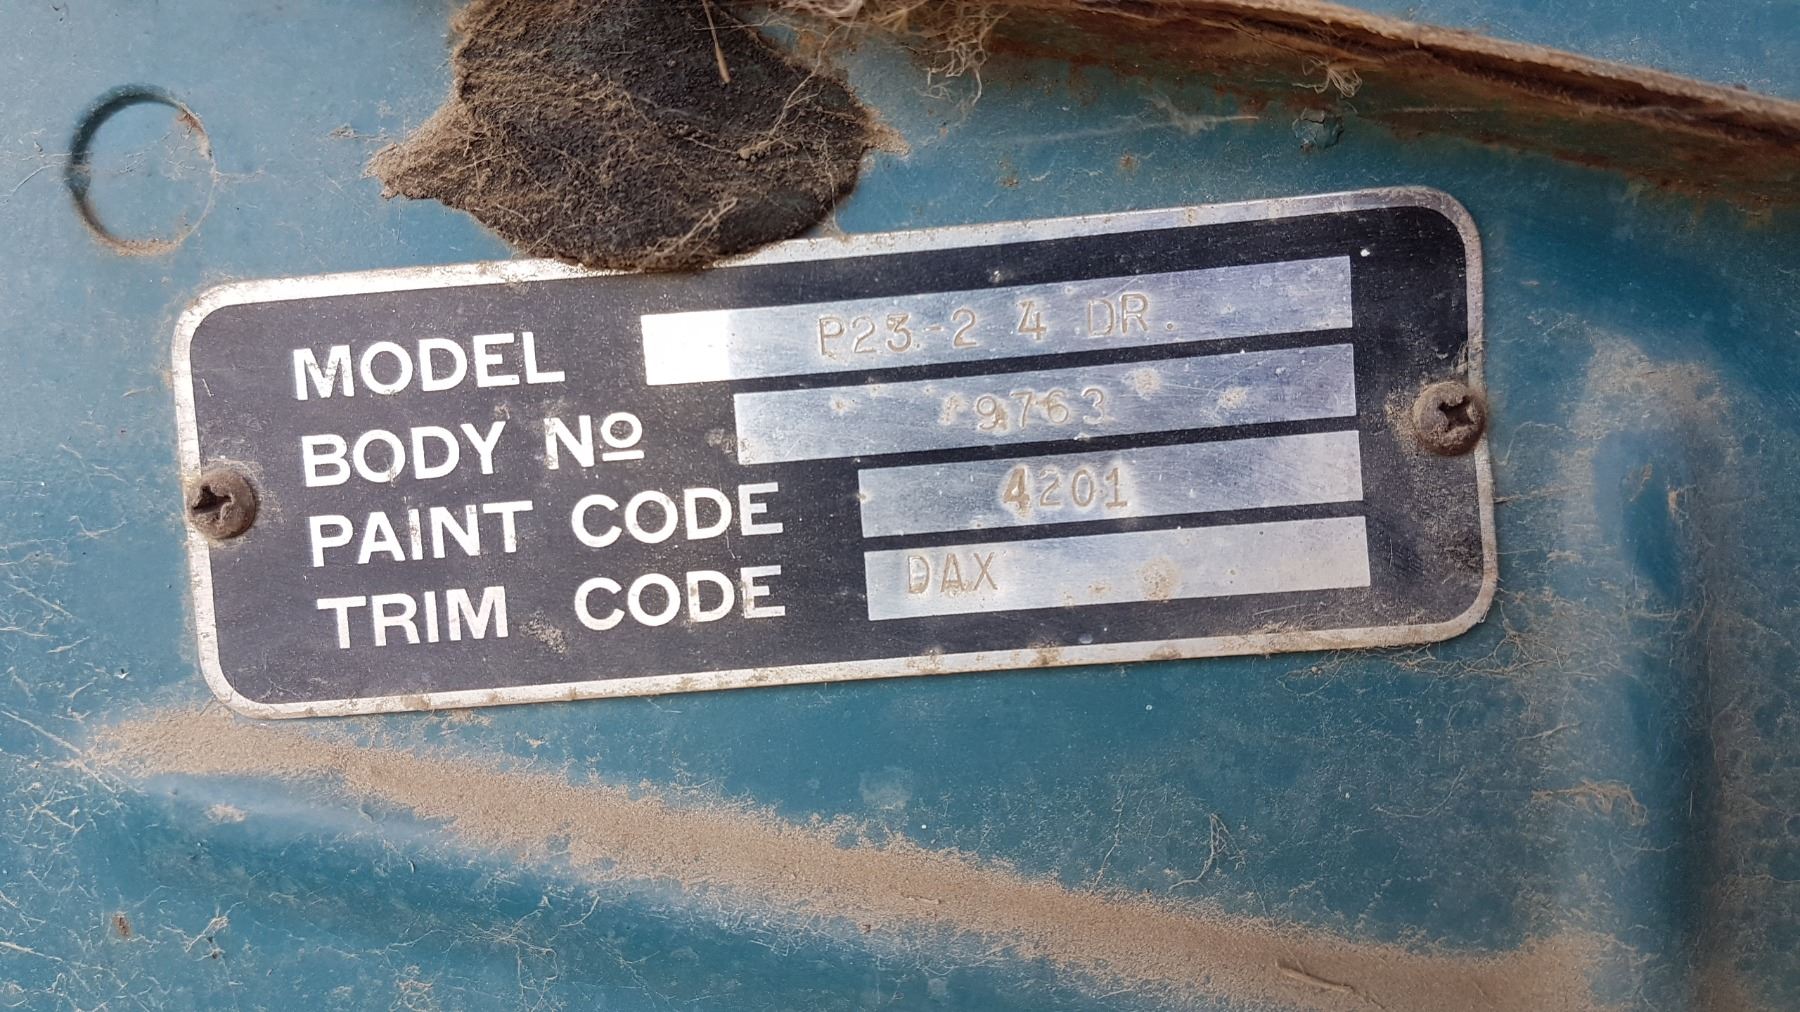 MODEL P23-2 4 DR.
BODY Nº 9763
PAINT CODE 4201
TRIM CODE DAX